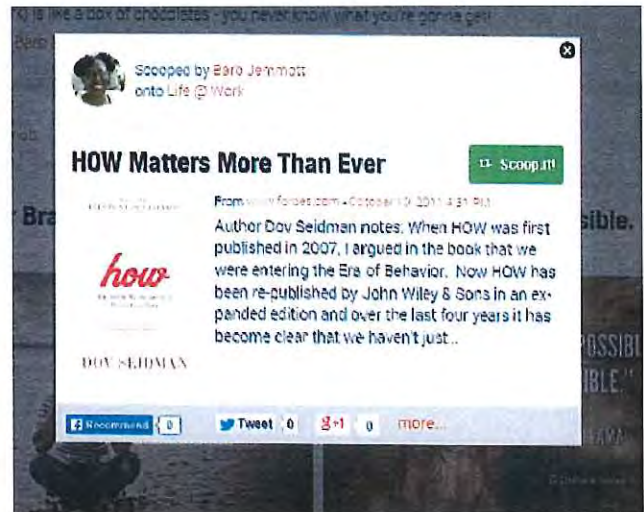 is like a box of chocolates - you never know what you're gonna get!
Scooped by Barb Jemmott
onto Life @ Work
HOW Matters More Than Ever
Scoop.it!
From www.forbes.com - October 10, 2011 4:31 PM
Bra
sible.
Author Dov Seidman notes: When HOW was first
published in 2007, I argued in the book that we
were entering the Era of Behavior. Now HOW has
been re-published by John Wiley & Sons in an ex-
panded edition and over the last four years it has
become clear that we haven't just...
how
DOV SEIDMAN
POSSIBL
IBLE."
Recommend 0
Tweet 0
g+1 0
more...